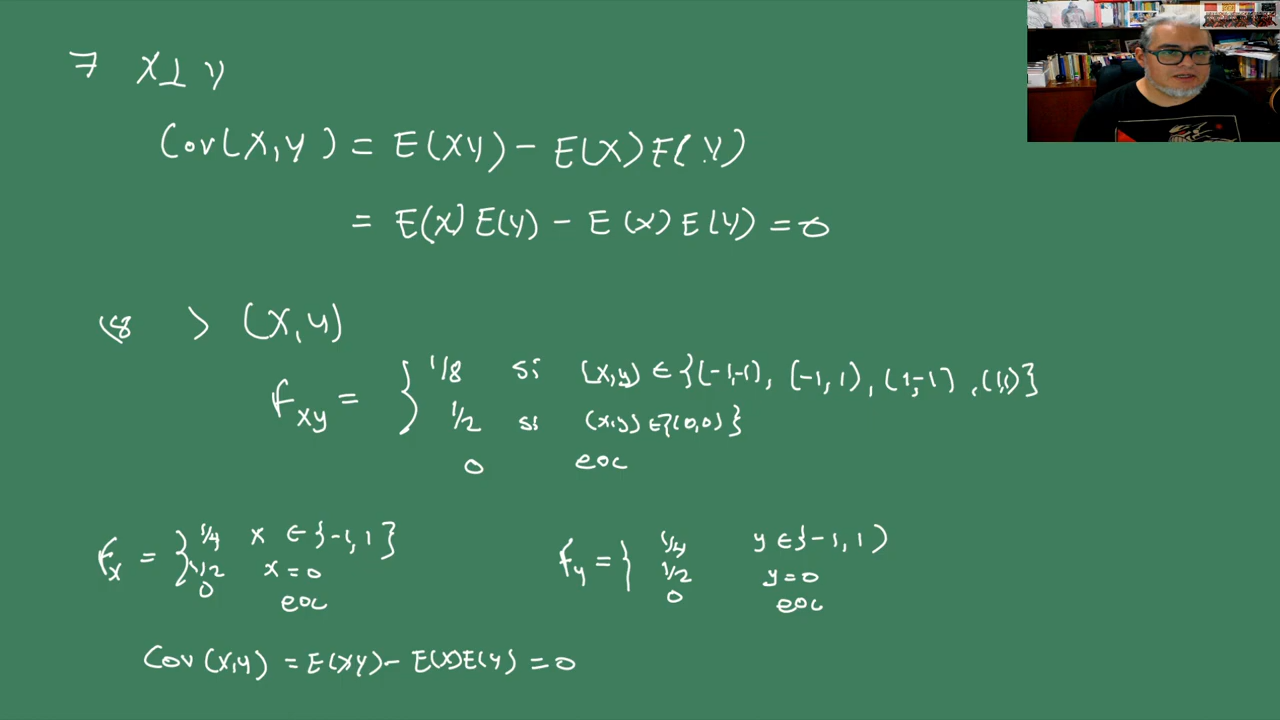 7 X⊥Y
Cov(X,Y) = E(XY) - E(X)E(Y)
= E(X)E(Y) - E(X)E(Y) = 0
(8 > (X,Y)
f_XY = { 1/8 si (x,y) ∈ {(-1,-1), (-1,1), (1,-1), (1,1)}
1/2 si (x,y) ∈ {(0,0)}
0 eoc
f_X = { 1/4 x ∈ {-1,1}
1/2 x=0
0 eoc
f_Y = { 1/4 y ∈ {-1,1)
1/2 y=0
0 eoc
Cov(X,Y) = E(XY) - E(X)E(Y) = 0